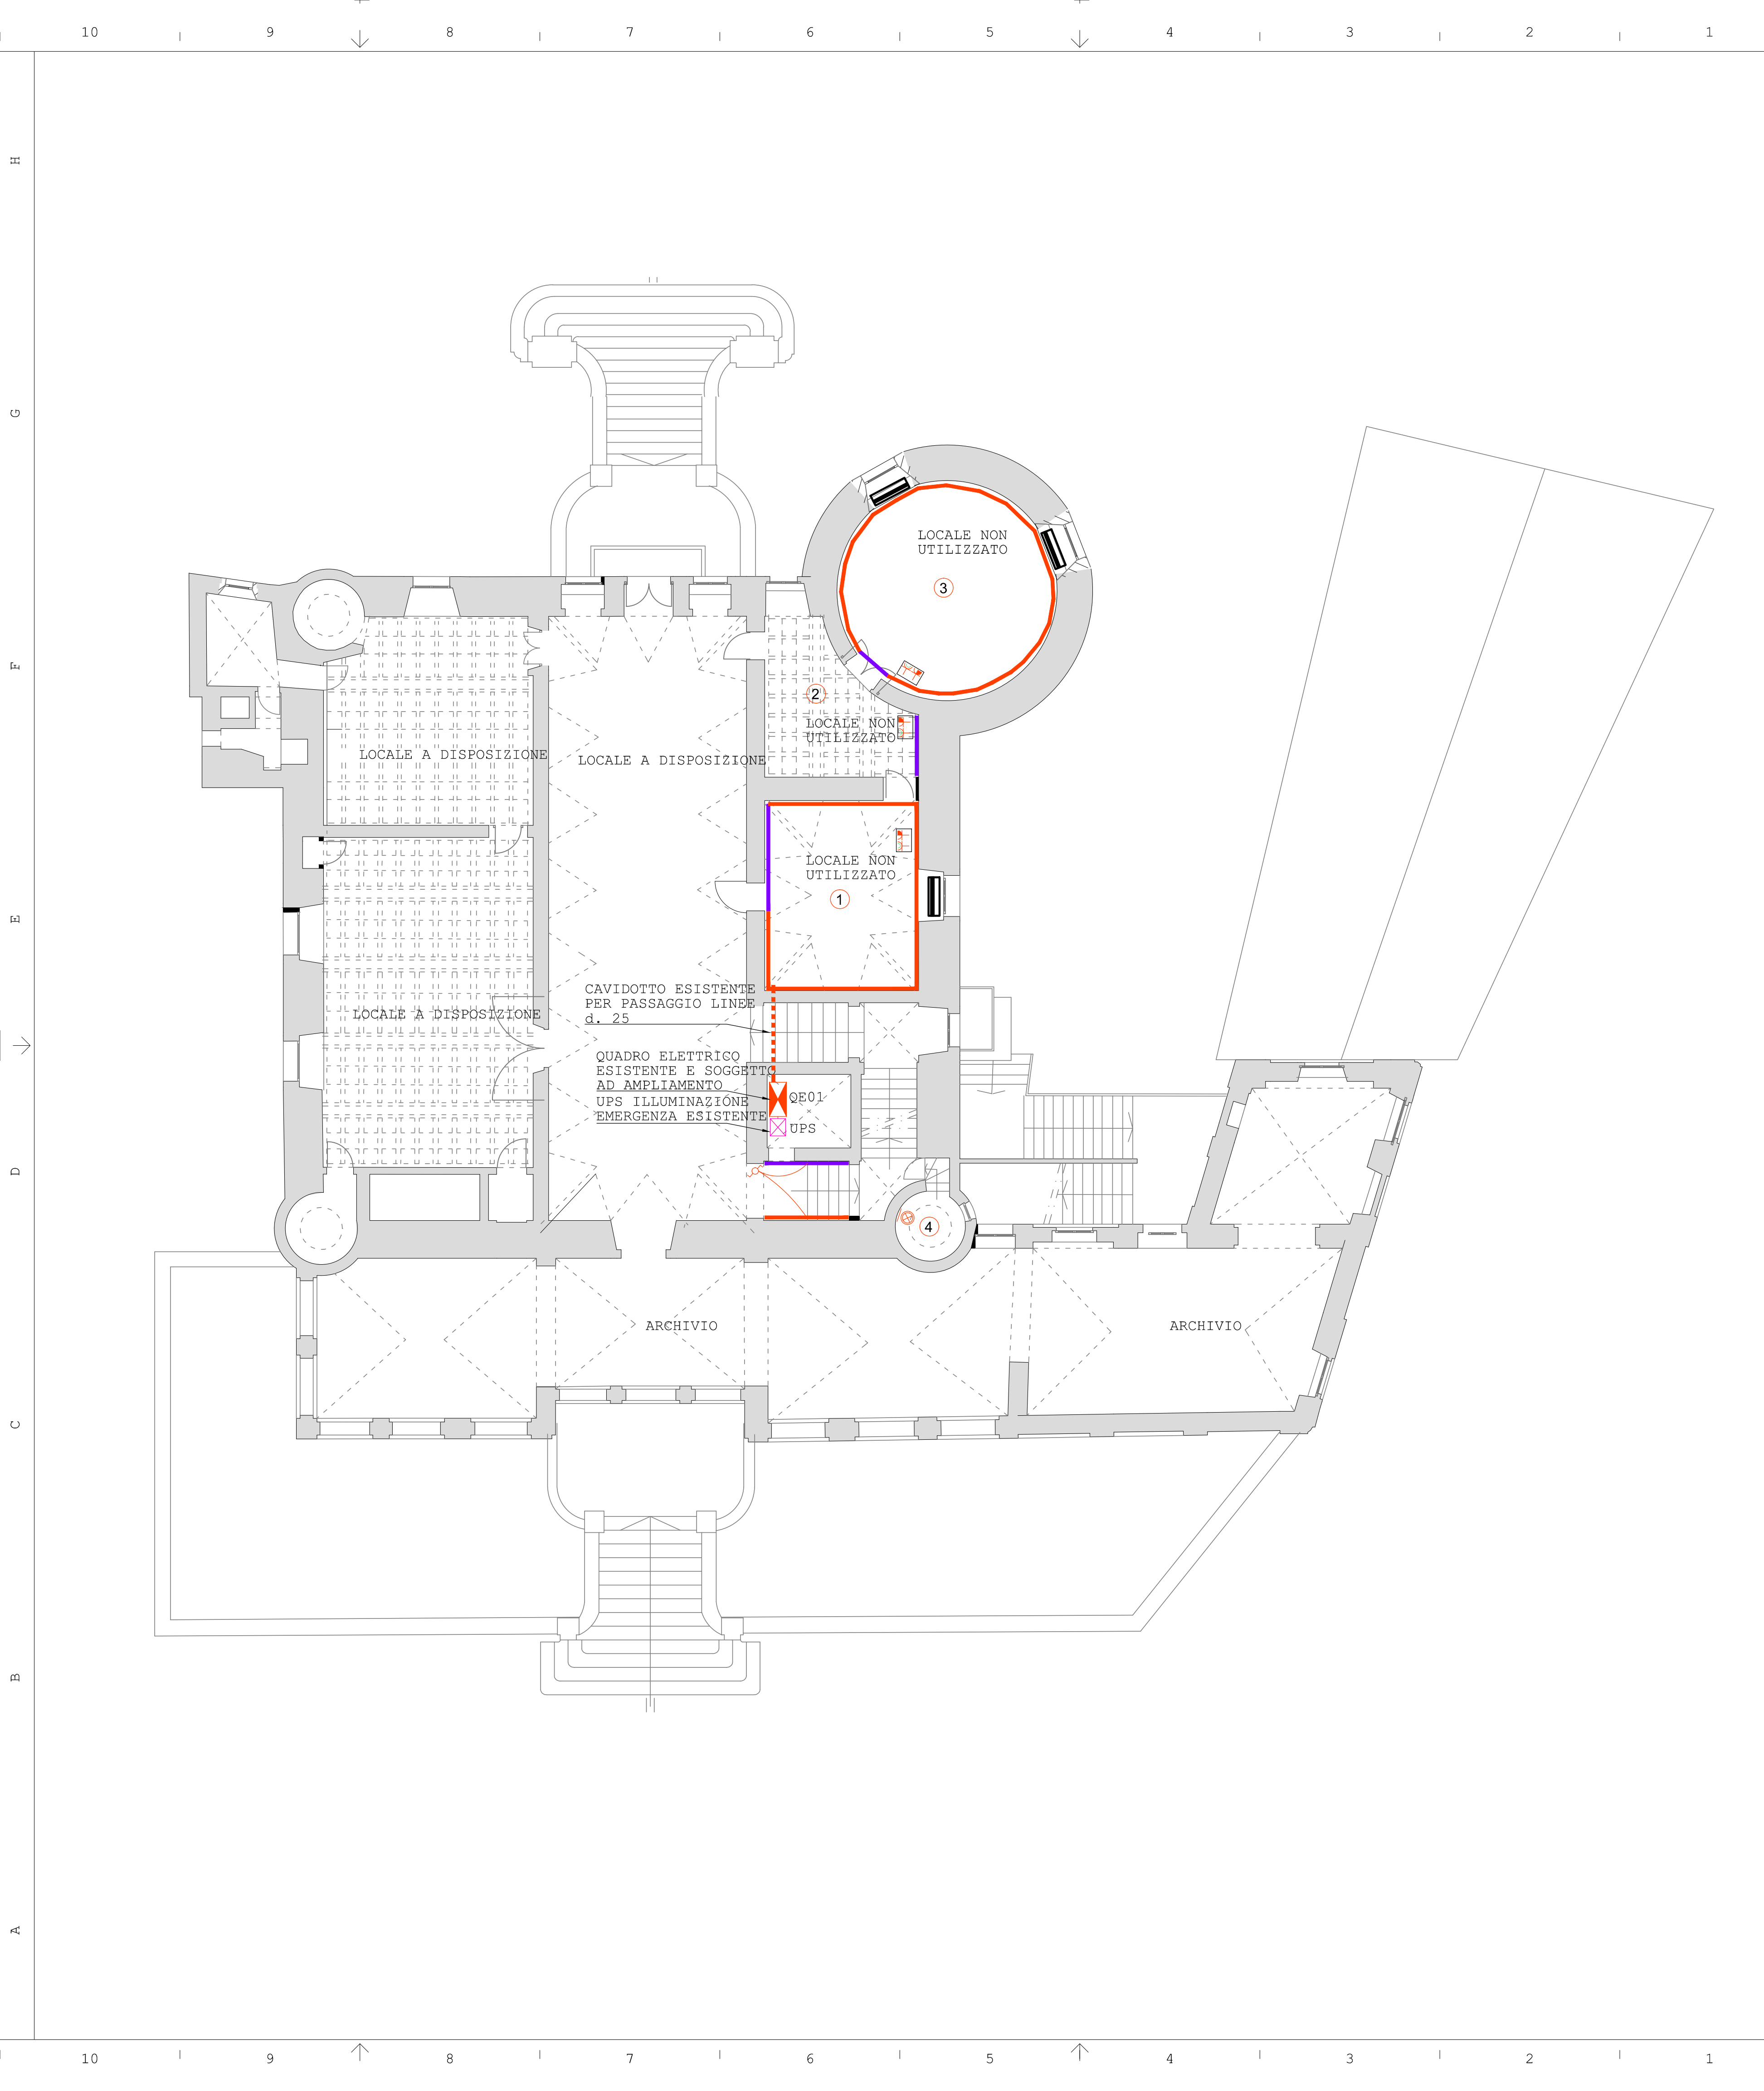 10 9 8 7 6 5 4 3 2 1
H
G
F
E
D
C
B
A
LOCALE NON
UTILIZZATO
3
2
LOCALE NON
UTILIZZATO
LOCALE A DISPOSIZIONE
LOCALE A DISPOSIZIONE
LOCALE NON
UTILIZZATO
1
LOCALE A DISPOSIZIONE
CAVIDOTTO ESISTENTE
PER PASSAGGIO LINEE
d. 25
QUADRO ELETTRICO
ESISTENTE E SOGGETTO
AD AMPLIAMENTO
UPS ILLUMINAZIONE
EMERGENZA ESISTENTE
QE01
UPS
4
ARCHIVIO
ARCHIVIO
10 9 8 7 6 5 4 3 2 1